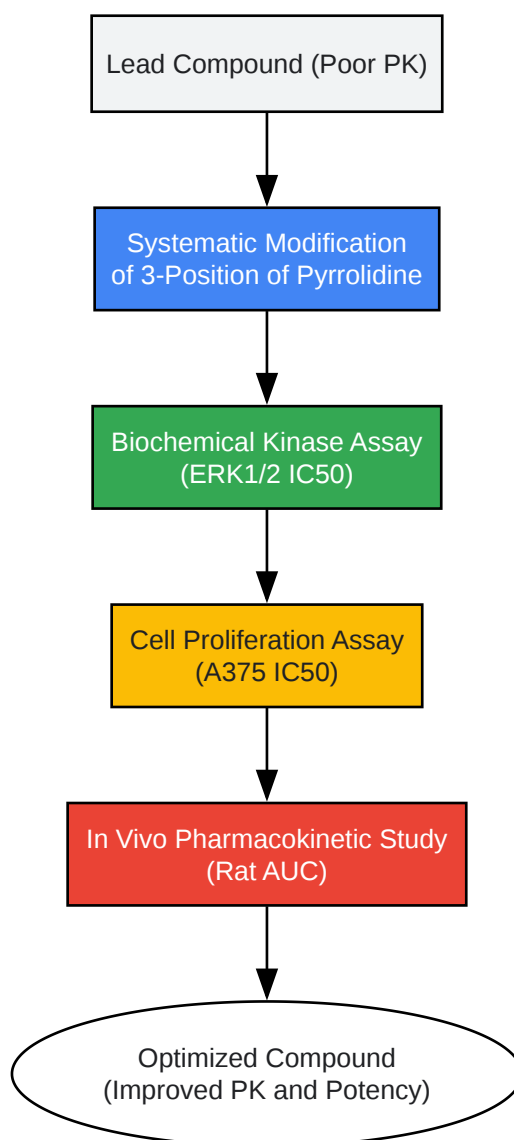 Lead Compound (Poor PK)
Systematic Modification
of 3-Position of Pyrrolidine
Biochemical Kinase Assay
(ERK1/2 IC50)
Cell Proliferation Assay
(A375 IC50)
In Vivo Pharmacokinetic Study
(Rat AUC)
Optimized Compound
(Improved PK and Potency)